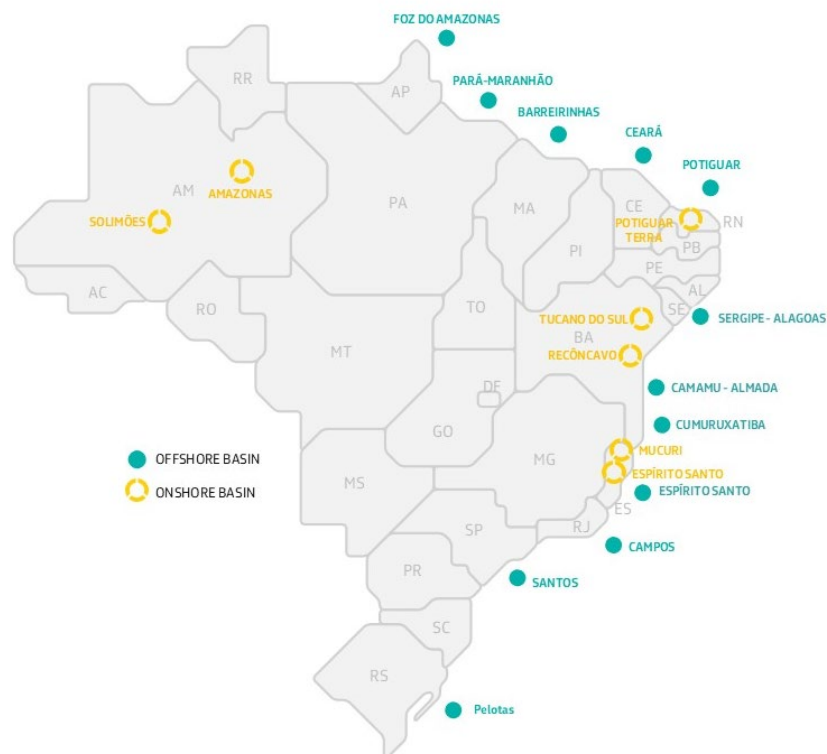 FOZ DO AMAZONAS
RR
AP
PARÁ-MARANHÃO
BARREIRINHAS
CEARÁ
POTIGUAR
AM
AMAZONAS
SOLIMÕES
PA
MA
CE
POTIGUAR
TERRA
RN
PI
PB
PE
AC
RO
TO
AL
SE
SERGIPE - ALAGOAS
TUCANO DO SUL
BA
RECÔNCAVO
MT
DF
CAMAMU - ALMADA
GO
CUMURUXATIBA
MG
MUCURI
OFFSHORE BASIN
ESPÍRITO SANTO
MS
ONSHORE BASIN
ESPÍRITO SANTO
ES
SP
RJ
CAMPOS
PR
SANTOS
SC
RS
Pelotas